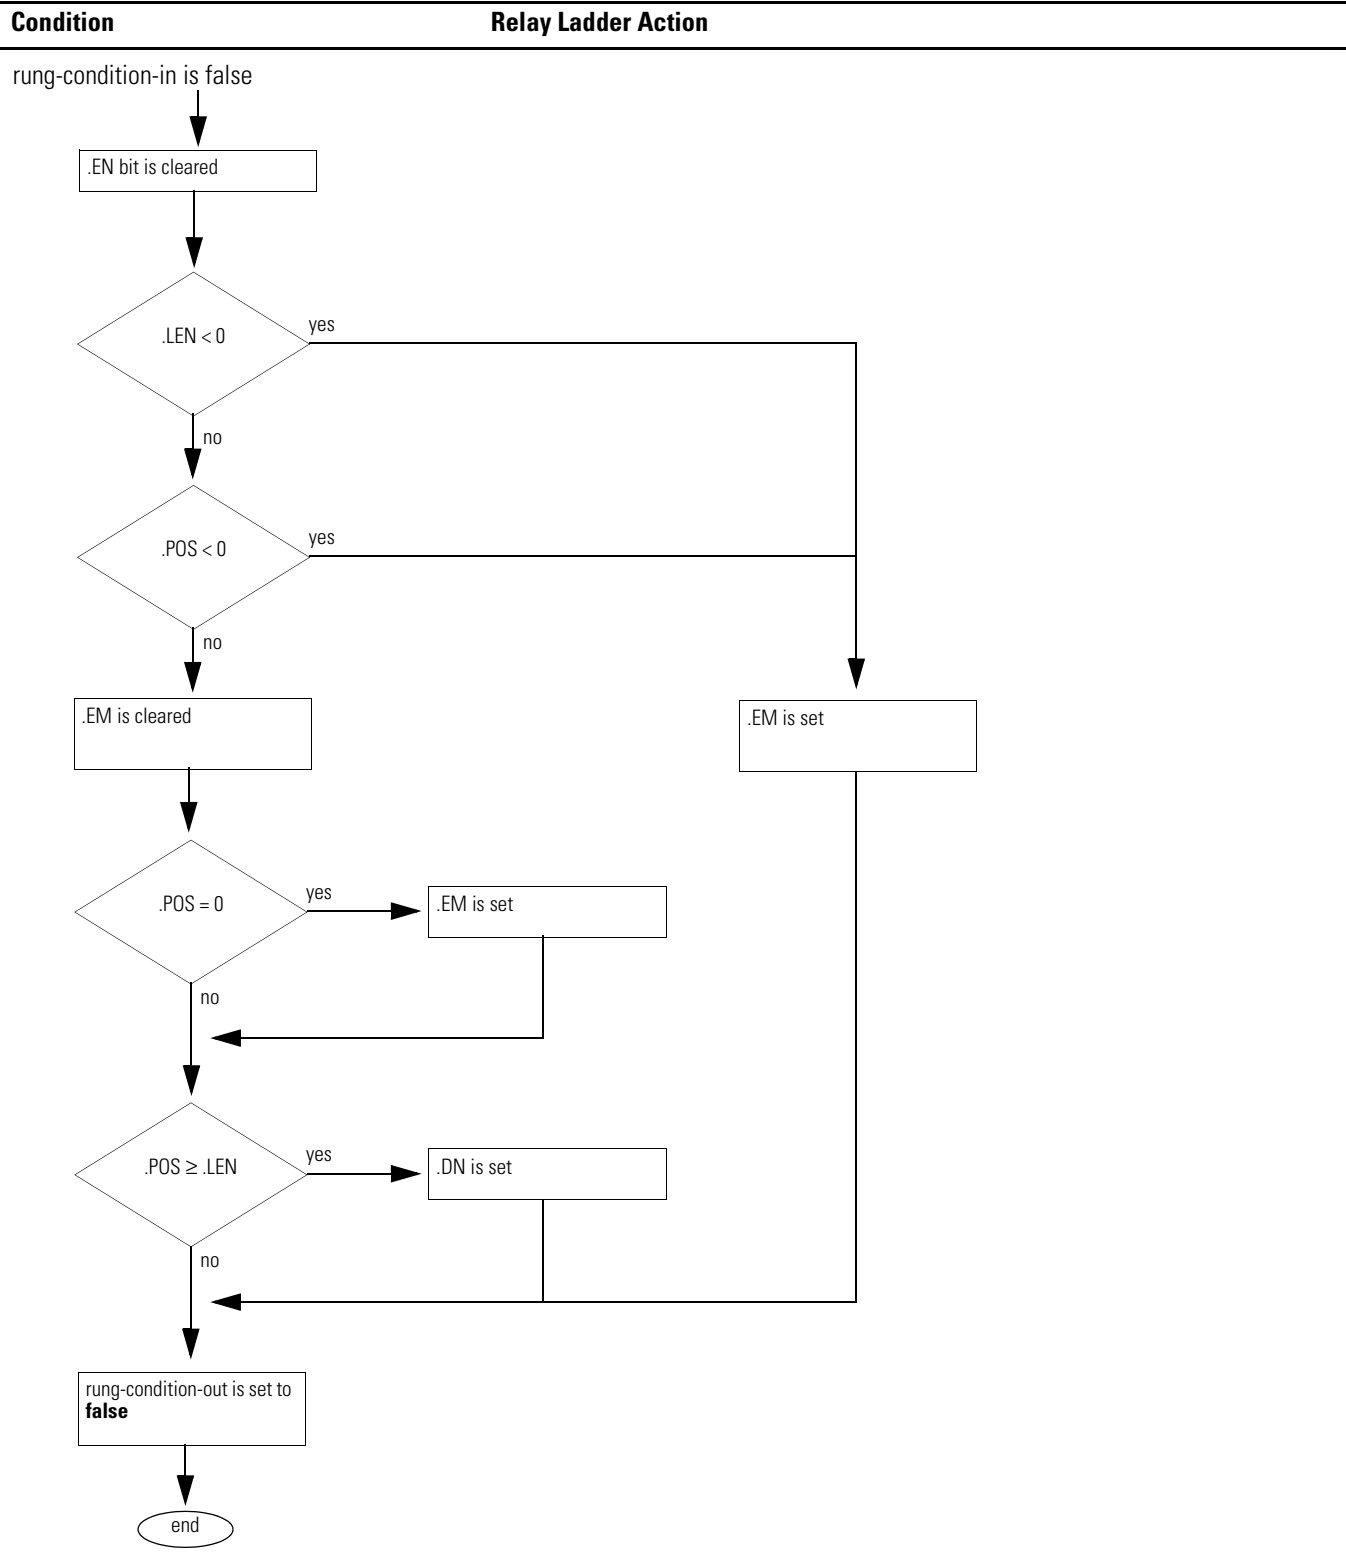 Condition
Relay Ladder Action
rung-condition-in is false
.EN bit is cleared
.LEN < 0
yes
no
.POS < 0
yes
no
.EM is cleared
.EM is set
.POS = 0
yes
.EM is set
no
.POS ≥ .LEN
yes
.DN is set
no
rung-condition-out is set to
false
end